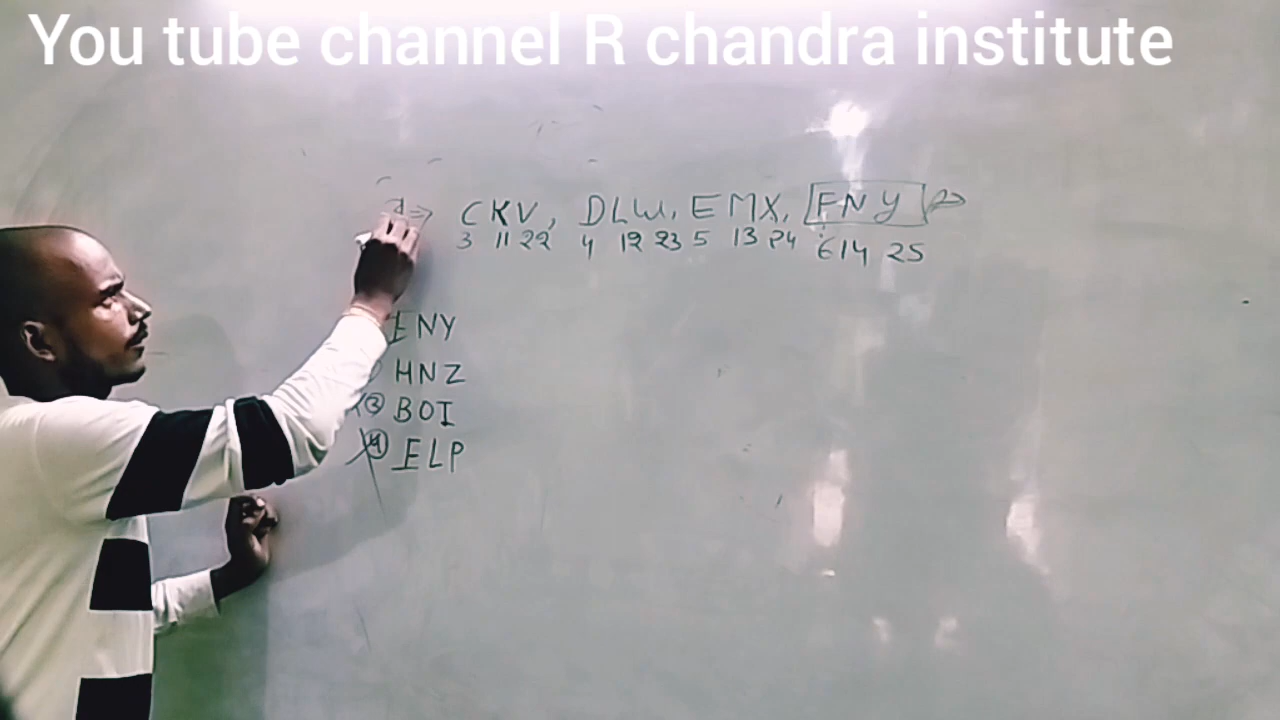 You tube channel R chandra institute
CKV, DLW, EMX, FNY
3 11 22 4 12 23 5 13 24 6 14 25
FNY
HNZ
③ BOI
④ ELP